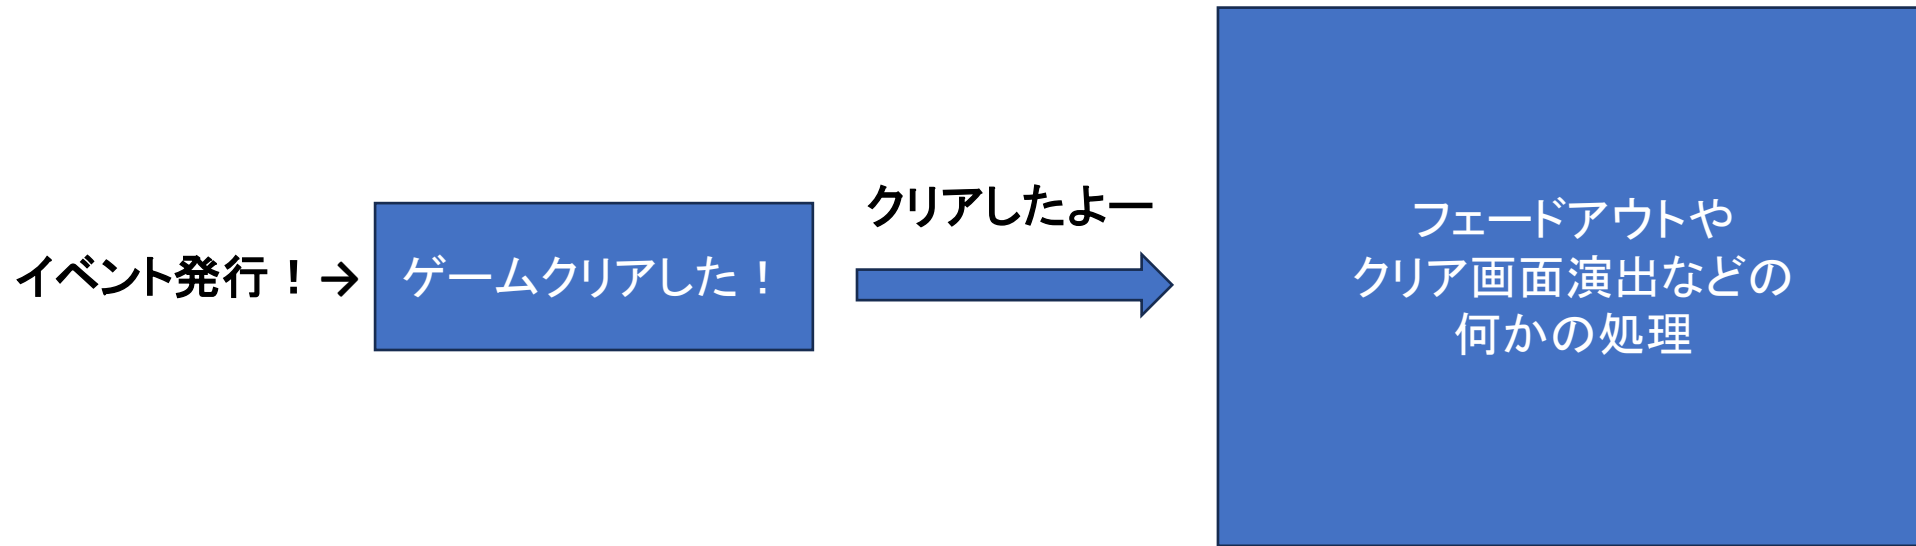 イベント発行！→
ゲームクリアした！
クリアしたよー
フェードアウトや
クリア画面演出などの
何かの処理